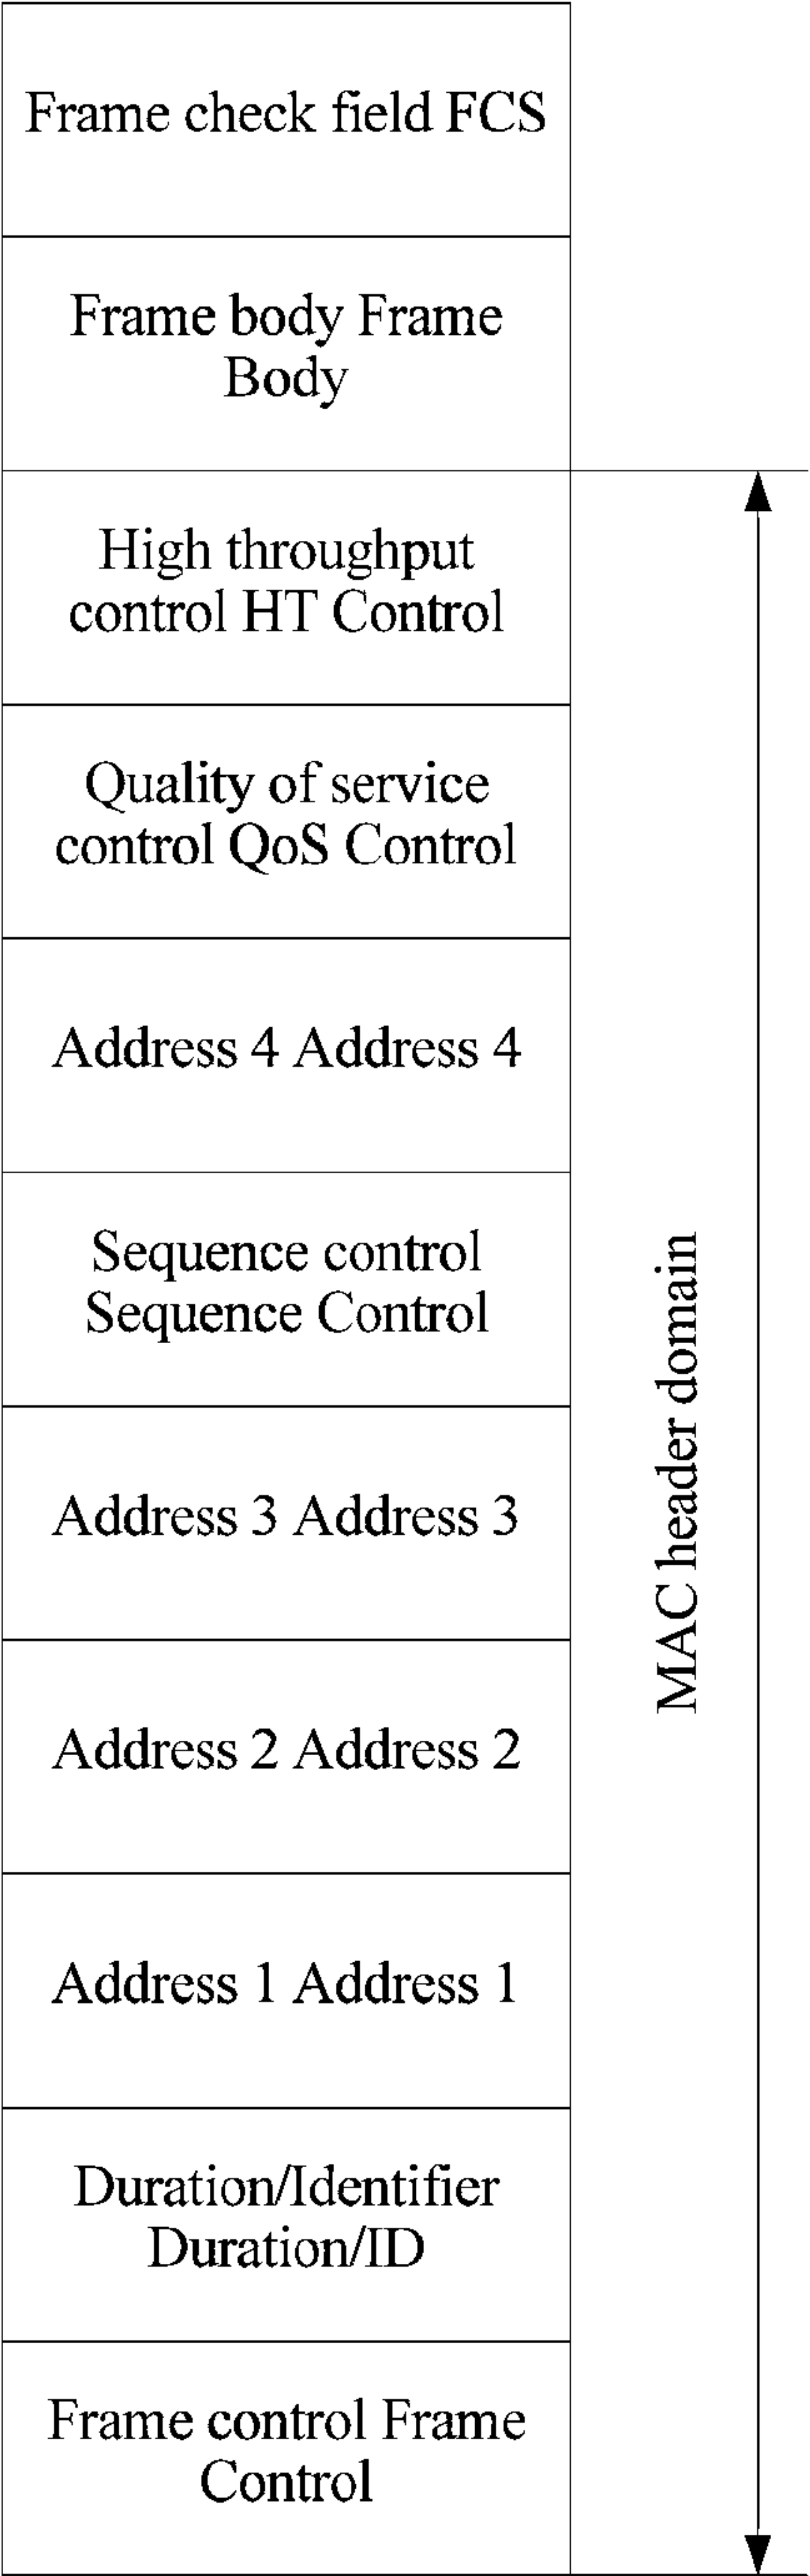 Frame check field FCS
Frame body Frame
Body
High throughput
control HT Control
Quality of service
control QoS Control
Address 4 Address 4
Sequence control
Sequence Control
Address 3 Address 3
Address 2 Address 2
Address 1 Address 1
Duration/Identifier
Duration/ID
Frame control Frame
Control
MAC header domain